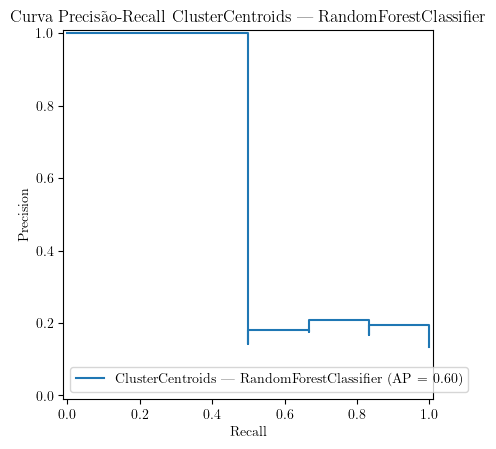 Curva Precisão-Recall ClusterCentroids — RandomForestClassifier
1.0
0.8
0.6
0.4
0.2
0.0
Precision
ClusterCentroids — RandomForestClassifier (AP = 0.60)
0.0 0.2 0.4 0.6 0.8 1.0
Recall